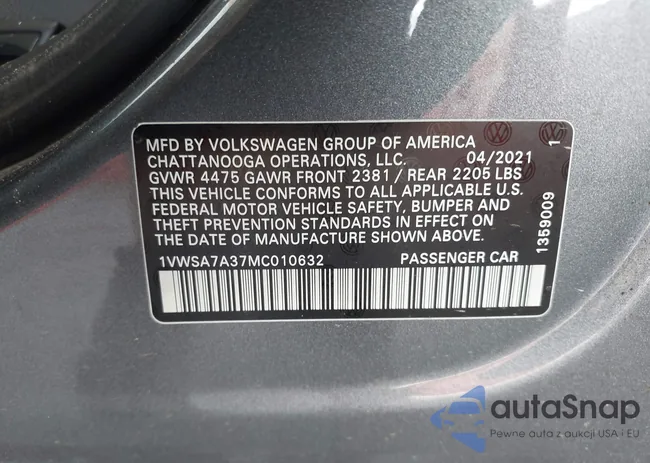 MFD BY VOLKSWAGEN GROUP OF AMERICA
CHATTANOOGA OPERATIONS, LLC. 04/2021
GVWR 4475 GAWR FRONT 2381 / REAR 2205 LBS
THIS VEHICLE CONFORMS TO ALL APPLICABLE U.S.
FEDERAL MOTOR VEHICLE SAFETY, BUMPER AND
THEFT PREVENTION STANDARDS IN EFFECT ON
THE DATE OF MANUFACTURE SHOWN ABOVE.
1VWSA7A37MC010632 PASSENGER CAR
1359009 1
autoSnap
Pewne auta z aukcji USA i EU